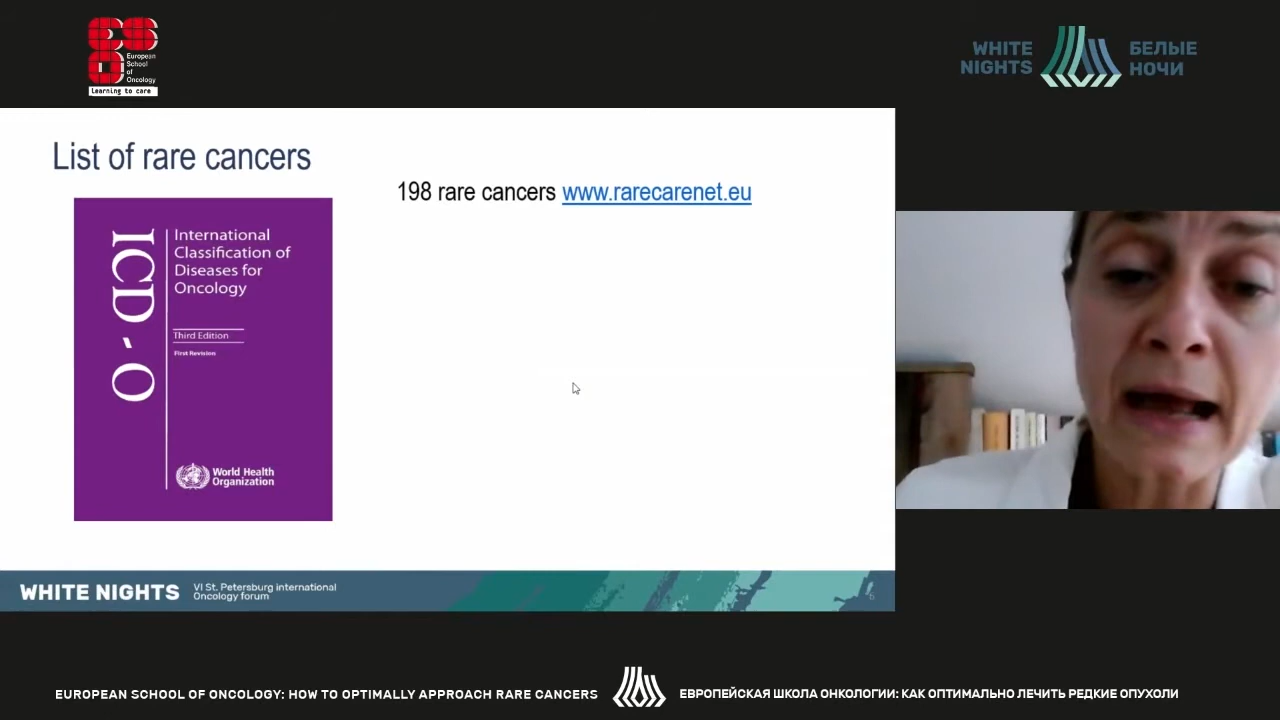 European
School
of
Oncology
Learning to care
WHITE
NIGHTS
БЕЛЫЕ
НОЧИ
List of rare cancers
198 rare cancers www.rarecarenet.eu
ICD-O
International
Classification of
Diseases for
Oncology
Third Edition
First Revision
World Health
Organization
WHITE NIGHTS
VI St. Petersburg international
Oncology forum
EUROPEAN SCHOOL OF ONCOLOGY: HOW TO OPTIMALLY APPROACH RARE CANCERS
ЕВРОПЕЙСКАЯ ШКОЛА ОНКОЛОГИИ: КАК ОПТИМАЛЬНО ЛЕЧИТЬ РЕДКИЕ ОПУХОЛИ